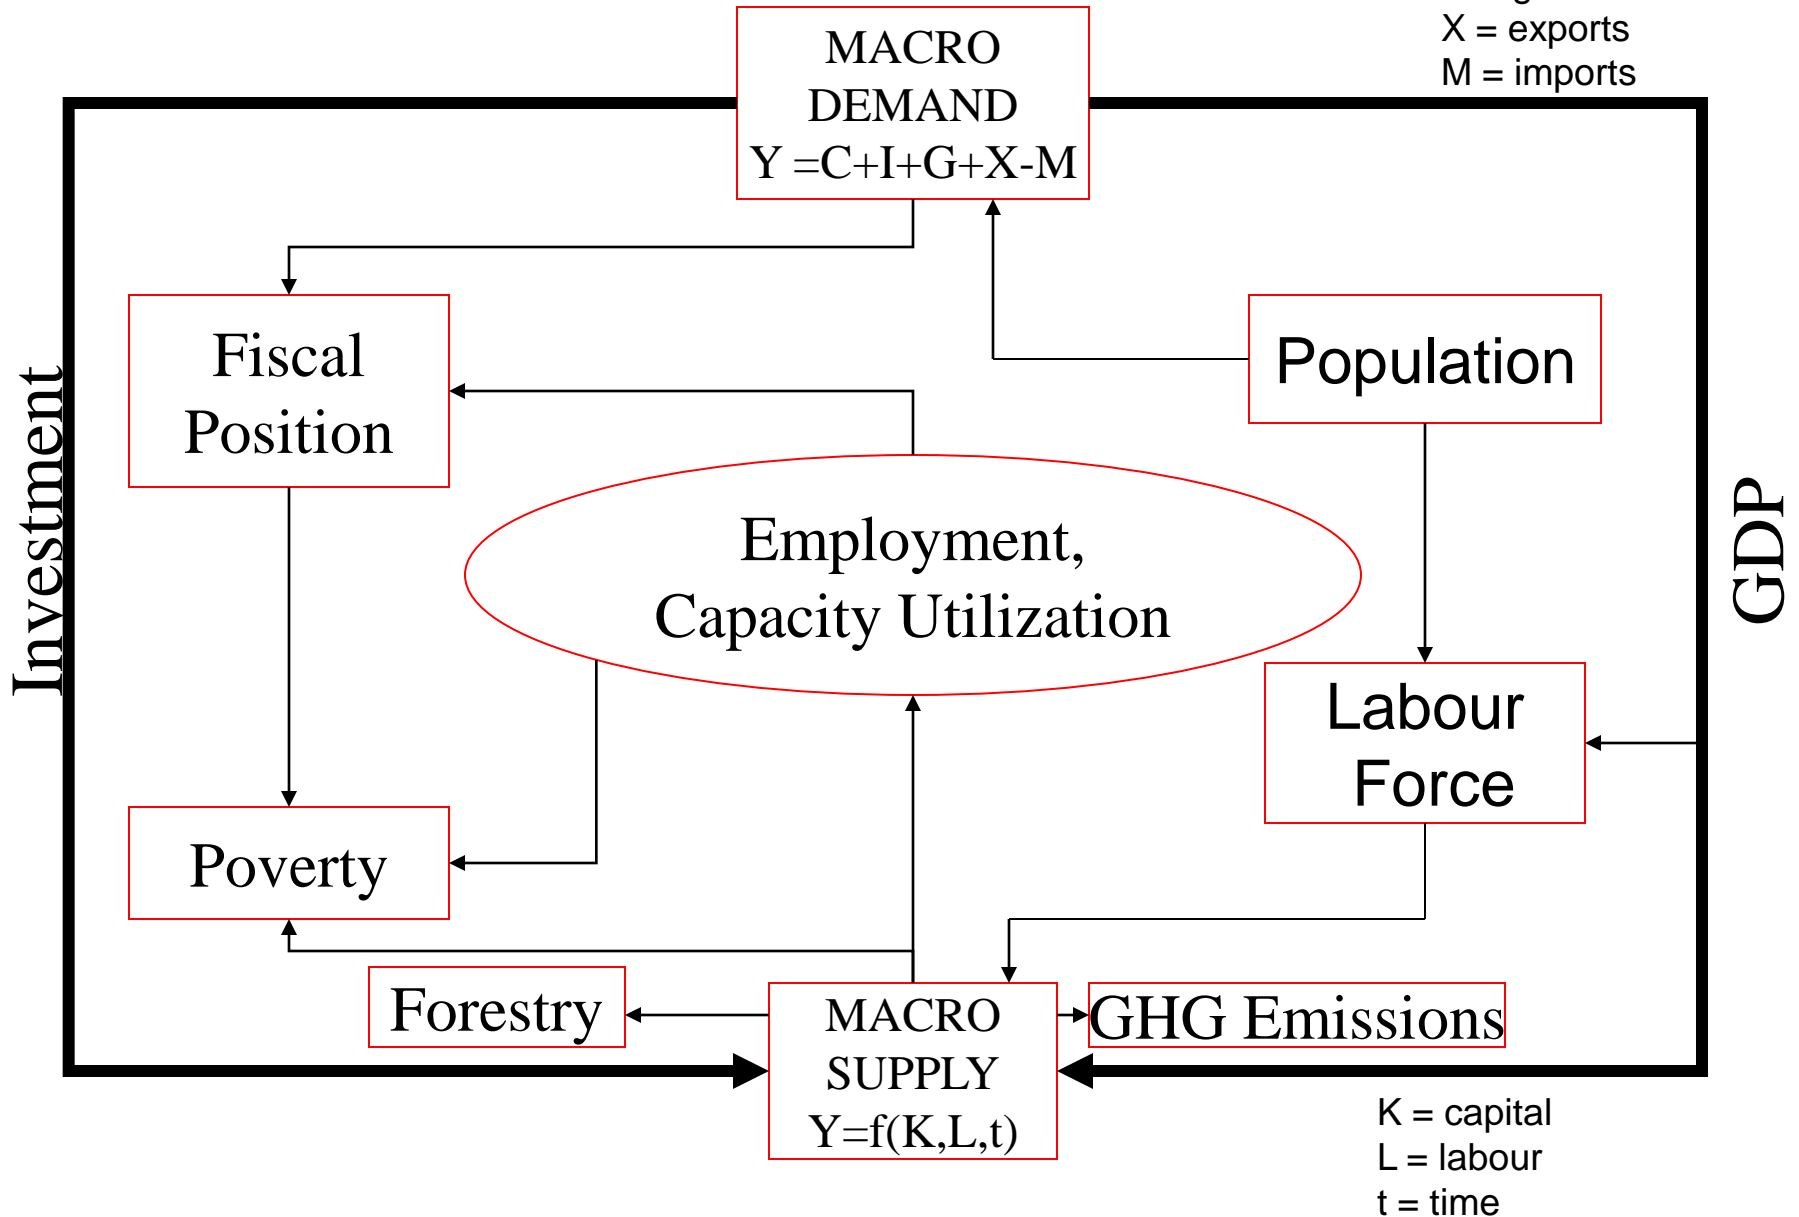 X = exports
M = imports
MACRO
DEMAND
Y =C+I+G+X-M
Fiscal
Position
Population
Investment
Employment,
Capacity Utilization
GDP
Labour
Force
Poverty
Forestry
MACRO
SUPPLY
Y=f(K,L,t)
GHG Emissions
K = capital
L = labour
t = time